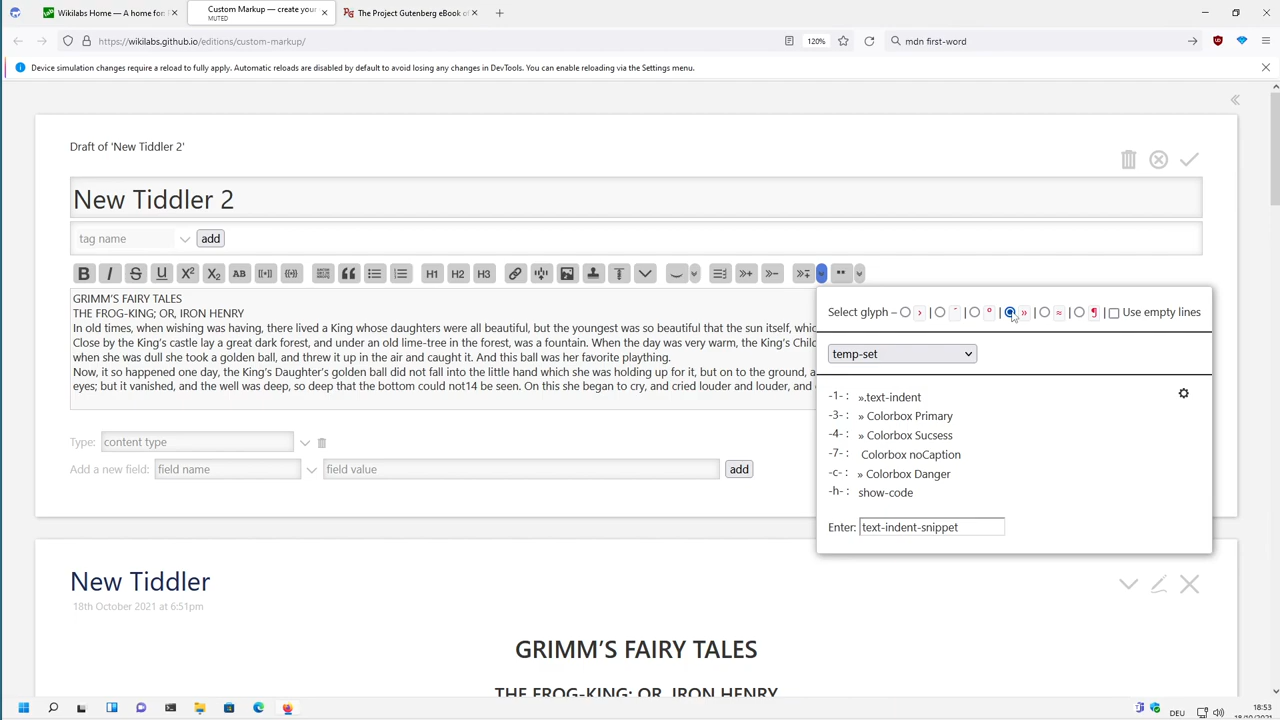 Wikilabs Home — A home for
Custom Markup — create your
MUTED
The Project Gutenberg eBook of
https://wikilabs.github.io/editions/custom-markup/
120%
mdn first-word
Device simulation changes require a reload to fully apply. Automatic reloads are disabled by default to avoid losing any changes in DevTools. You can enable reloading via the Settings menu.
Draft of 'New Tiddler 2'
New Tiddler 2
tag name
add
B I S U X² X₂ AB [[+]] {{+}} H1 H2 H3
GRIMM'S FAIRY TALES
THE FROG-KING; OR, IRON HENRY
In old times, when wishing was having, there lived a King whose daughters were all beautiful, but the youngest was so beautiful that the sun itself, whic
Close by the King's castle lay a great dark forest, and under an old lime-tree in the forest, was a fountain. When the day was very warm, the King's Child
when she was dull she took a golden ball, and threw it up in the air and caught it. And this ball was her favorite plaything.
Now, it so happened one day, the King's Daughter's golden ball did not fall into the little hand which she was holding up for it, but on to the ground, a
eyes; but it vanished, and the well was deep, so deep that the bottom could not14 be seen. On this she began to cry, and cried louder and louder, and
Type: content type
Add a new field: field name field value add
Select glyph – › | ´ | ° | » | ≈ | ¶ | Use empty lines
temp-set
-1- : ».text-indent
-3- : » Colorbox Primary
-4- : » Colorbox Sucsess
-7- : Colorbox noCaption
-c- : » Colorbox Danger
-h- : show-code
Enter: text-indent-snippet
New Tiddler
18th October 2021 at 6:51pm
GRIMM'S FAIRY TALES
THE FROG-KING; OR, IRON HENRY
DEU
18:53
18/10/2021